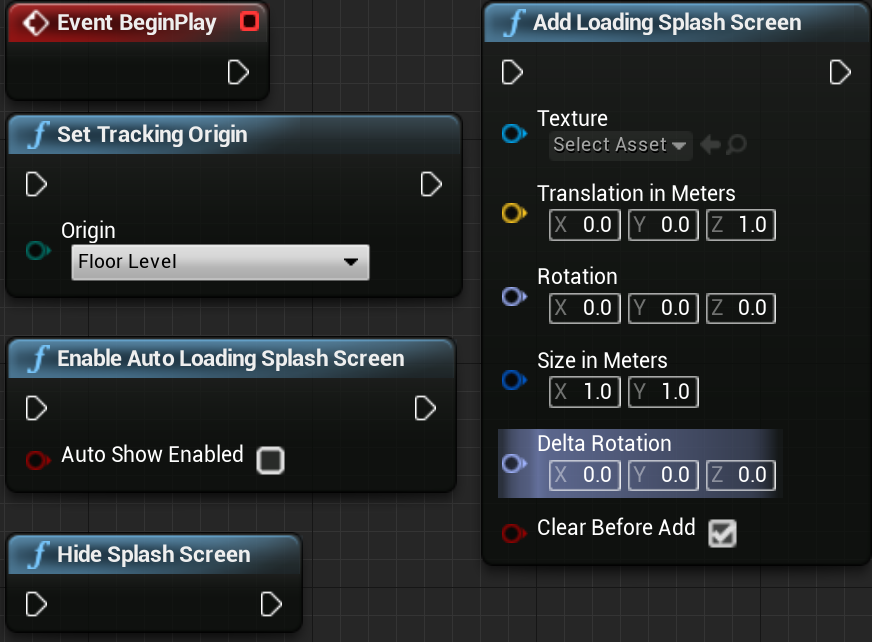 Event BeginPlay
Set Tracking Origin
Origin
Floor Level
Enable Auto Loading Splash Screen
Auto Show Enabled
Hide Splash Screen
Add Loading Splash Screen
Texture
Select Asset
Translation in Meters
X 0.0 Y 0.0 Z 1.0
Rotation
X 0.0 Y 0.0 Z 0.0
Size in Meters
X 1.0 Y 1.0
Delta Rotation
X 0.0 Y 0.0 Z 0.0
Clear Before Add